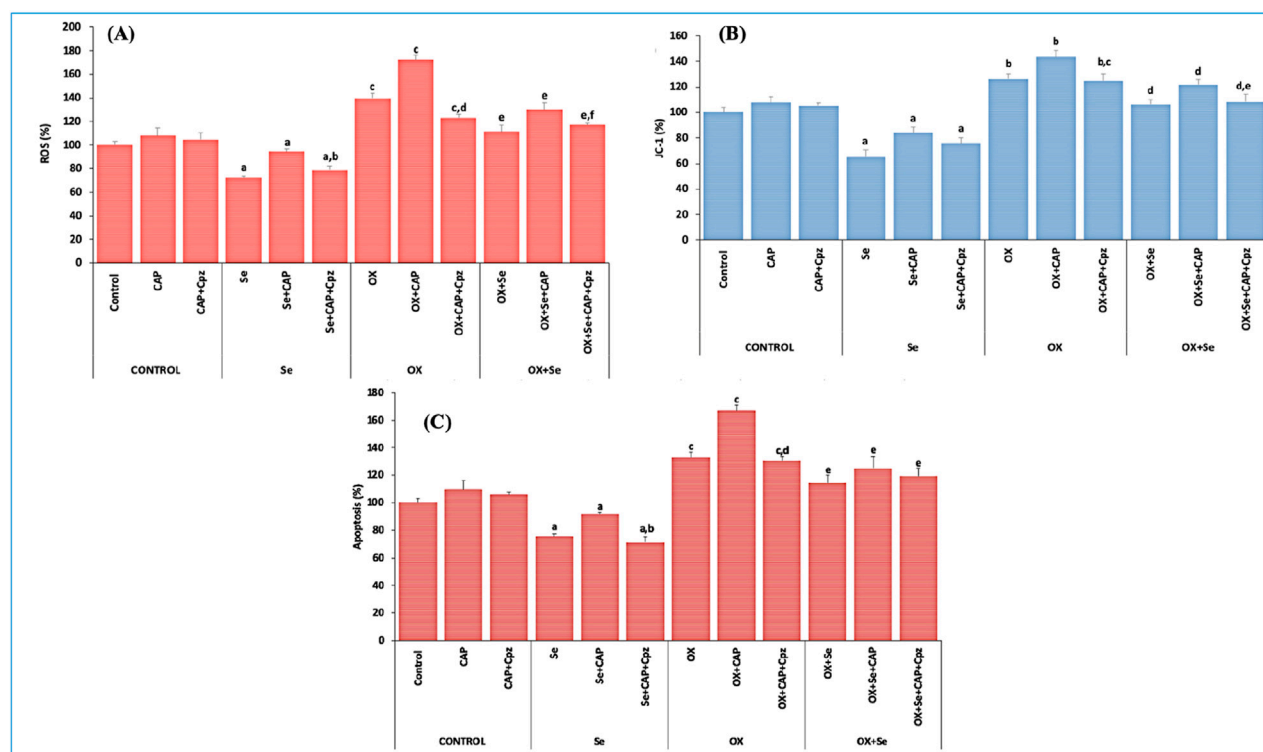 (A)
ROS (%)
200
180
160
140
120
100
80
60
40
20
0
a
a
a,b
c
c
c,d
e
e
e,f
Control
CAP
CAP+Cpz
Se
Se+CAP
Se+CAP+Cpz
OX
OX+CAP
OX+CAP+Cpz
OX+Se
OX+Se+CAP
OX+Se+CAP+Cpz
CONTROL
Se
OX
OX+Se
(B)
JC-1 (%)
160
140
120
100
80
60
40
20
0
a
a
a
b
b
b,c
d
d
d,e
Control
CAP
CAP+Cpz
Se
Se+CAP
Se+CAP+Cpz
OX
OX+CAP
OX+CAP+Cpz
OX+Se
OX+Se+CAP
OX+Se+CAP+Cpz
CONTROL
Se
OX
OX+Se
(C)
Apoptosis (%)
180
160
140
120
100
80
60
40
20
0
a
a
a,b
c
c
c,d
e
e
e
Control
CAP
CAP+Cpz
Se
Se+CAP
Se+CAP+Cpz
OX
OX+CAP
OX+CAP+Cpz
OX+Se
OX+Se+CAP
OX+Se+CAP+Cpz
CONTROL
Se
OX
OX+Se